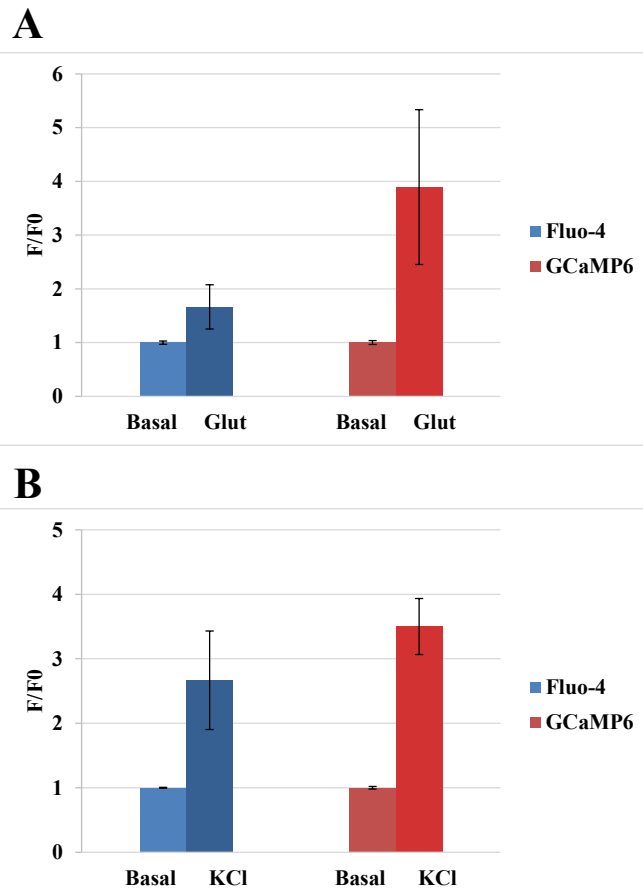 A
6
5
4
3
2
1
0
F/F0
Basal Glut Basal Glut
Fluo-4
GCaMP6
B
5
4
3
2
1
0
F/F0
Basal KCl Basal KCl
Fluo-4
GCaMP6